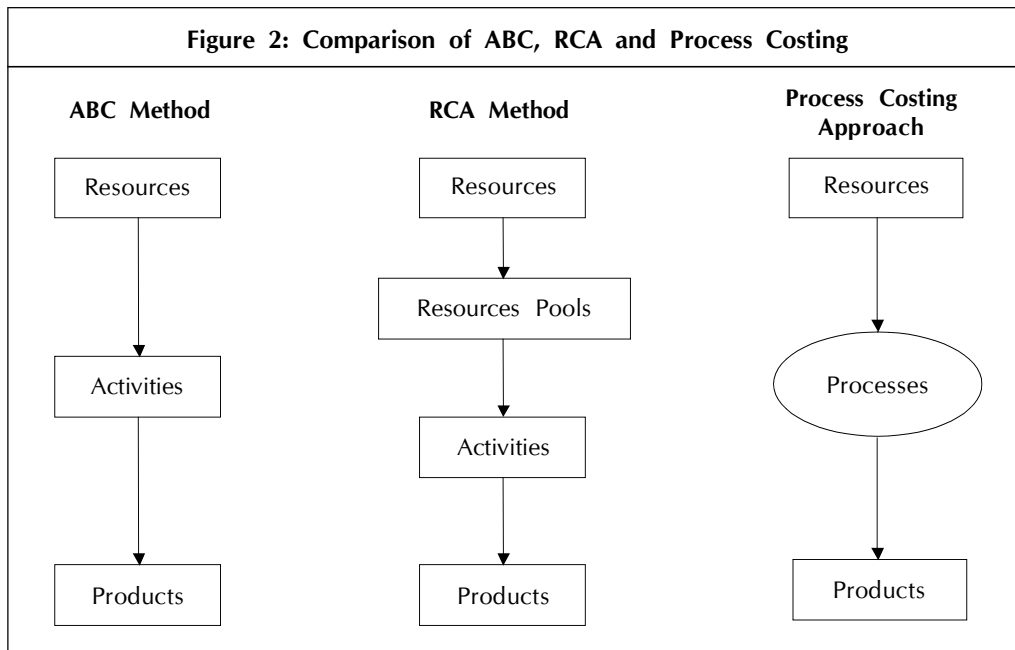 Figure 2: Comparison of ABC, RCA and Process Costing
ABC Method
Resources
Activities
Products
RCA Method
Resources
Resources Pools
Activities
Products
Process Costing
Approach
Resources
Processes
Products